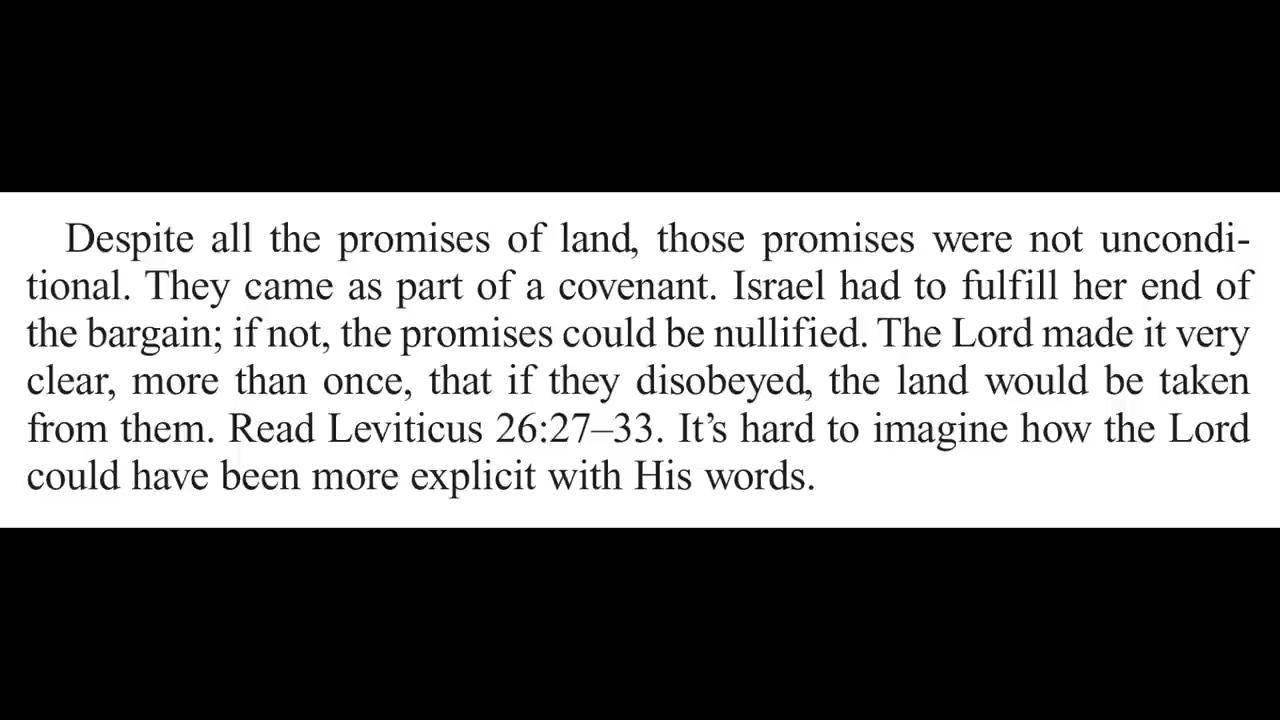 Despite all the promises of land, those promises were not uncondi-
tional. They came as part of a covenant. Israel had to fulfill her end of
the bargain; if not, the promises could be nullified. The Lord made it very
clear, more than once, that if they disobeyed, the land would be taken
from them. Read Leviticus 26:27–33. It’s hard to imagine how the Lord
could have been more explicit with His words.